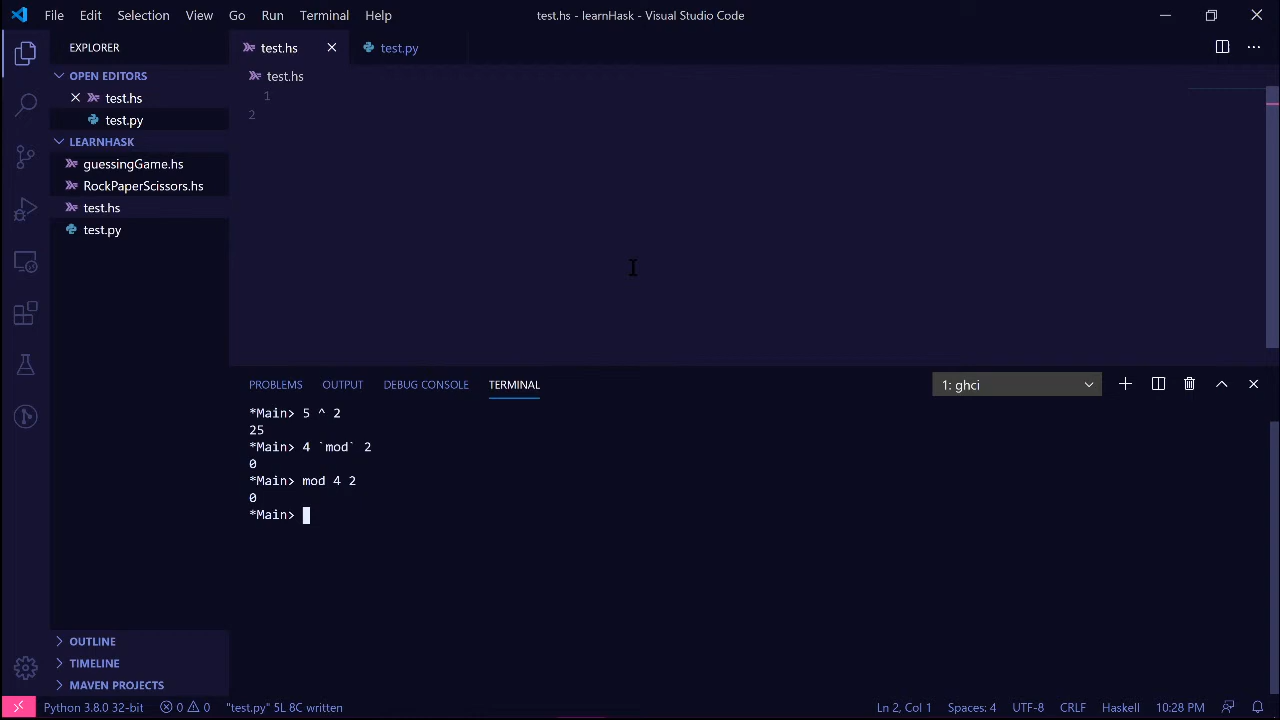 File Edit Selection View Go Run Terminal Help test.hs - learnHask - Visual Studio Code
EXPLORER
OPEN EDITORS
test.hs
test.py
LEARNHASK
guessingGame.hs
RockPaperScissors.hs
test.hs
test.py
OUTLINE
TIMELINE
MAVEN PROJECTS
test.hs test.py
test.hs
1
2
PROBLEMS OUTPUT DEBUG CONSOLE TERMINAL 1: ghci
*Main> 5 ^ 2
25
*Main> 4 `mod` 2
0
*Main> mod 4 2
0
*Main>
Python 3.8.0 32-bit 0 0 "test.py" 5L 8C written Ln 2, Col 1 Spaces: 4 UTF-8 CRLF Haskell 10:28 PM